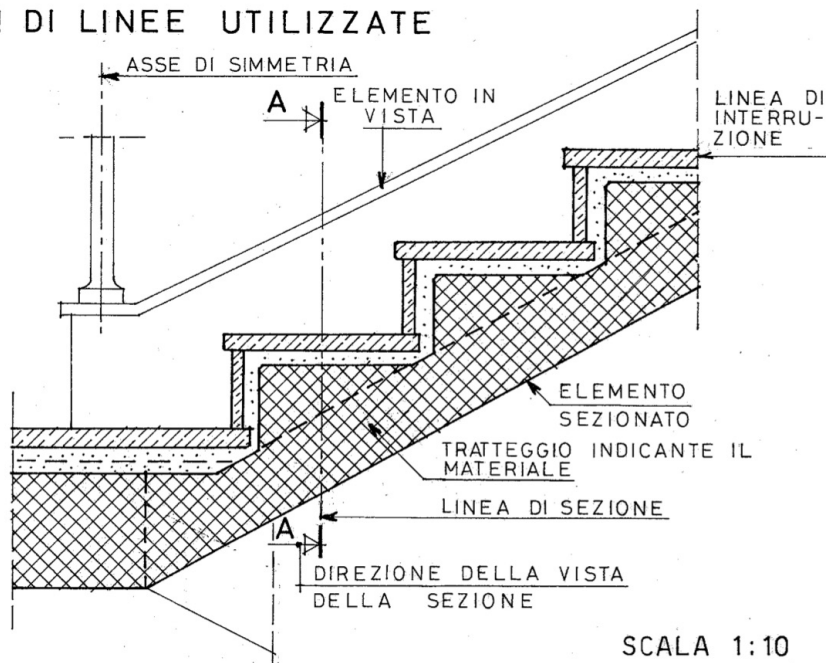 DI LINEE UTILIZZATE
ASSE DI SIMMETRIA
A
ELEMENTO IN
VISTA
LINEA DI
INTERRU-
ZIONE
ELEMENTO
SEZIONATO
TRATTEGGIO INDICANTE IL
MATERIALE
LINEA DI SEZIONE
A
DIREZIONE DELLA VISTA
DELLA SEZIONE
SCALA 1:10